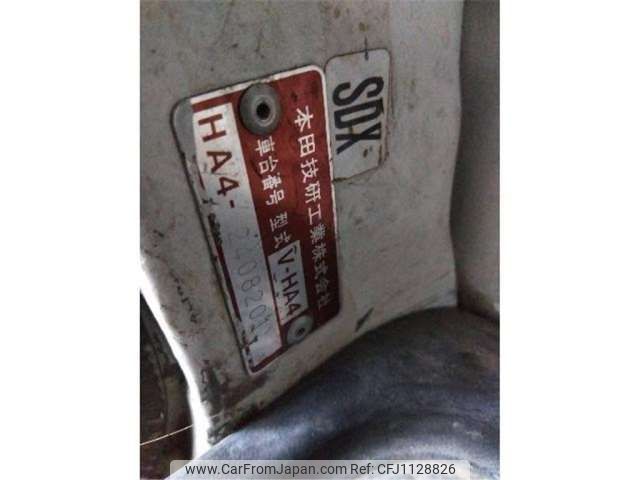 SDX
本田技研工業株式会社
車台番号 型式 V-HA4
HA4-
www.CarFromJapan.com | CFJ1128826